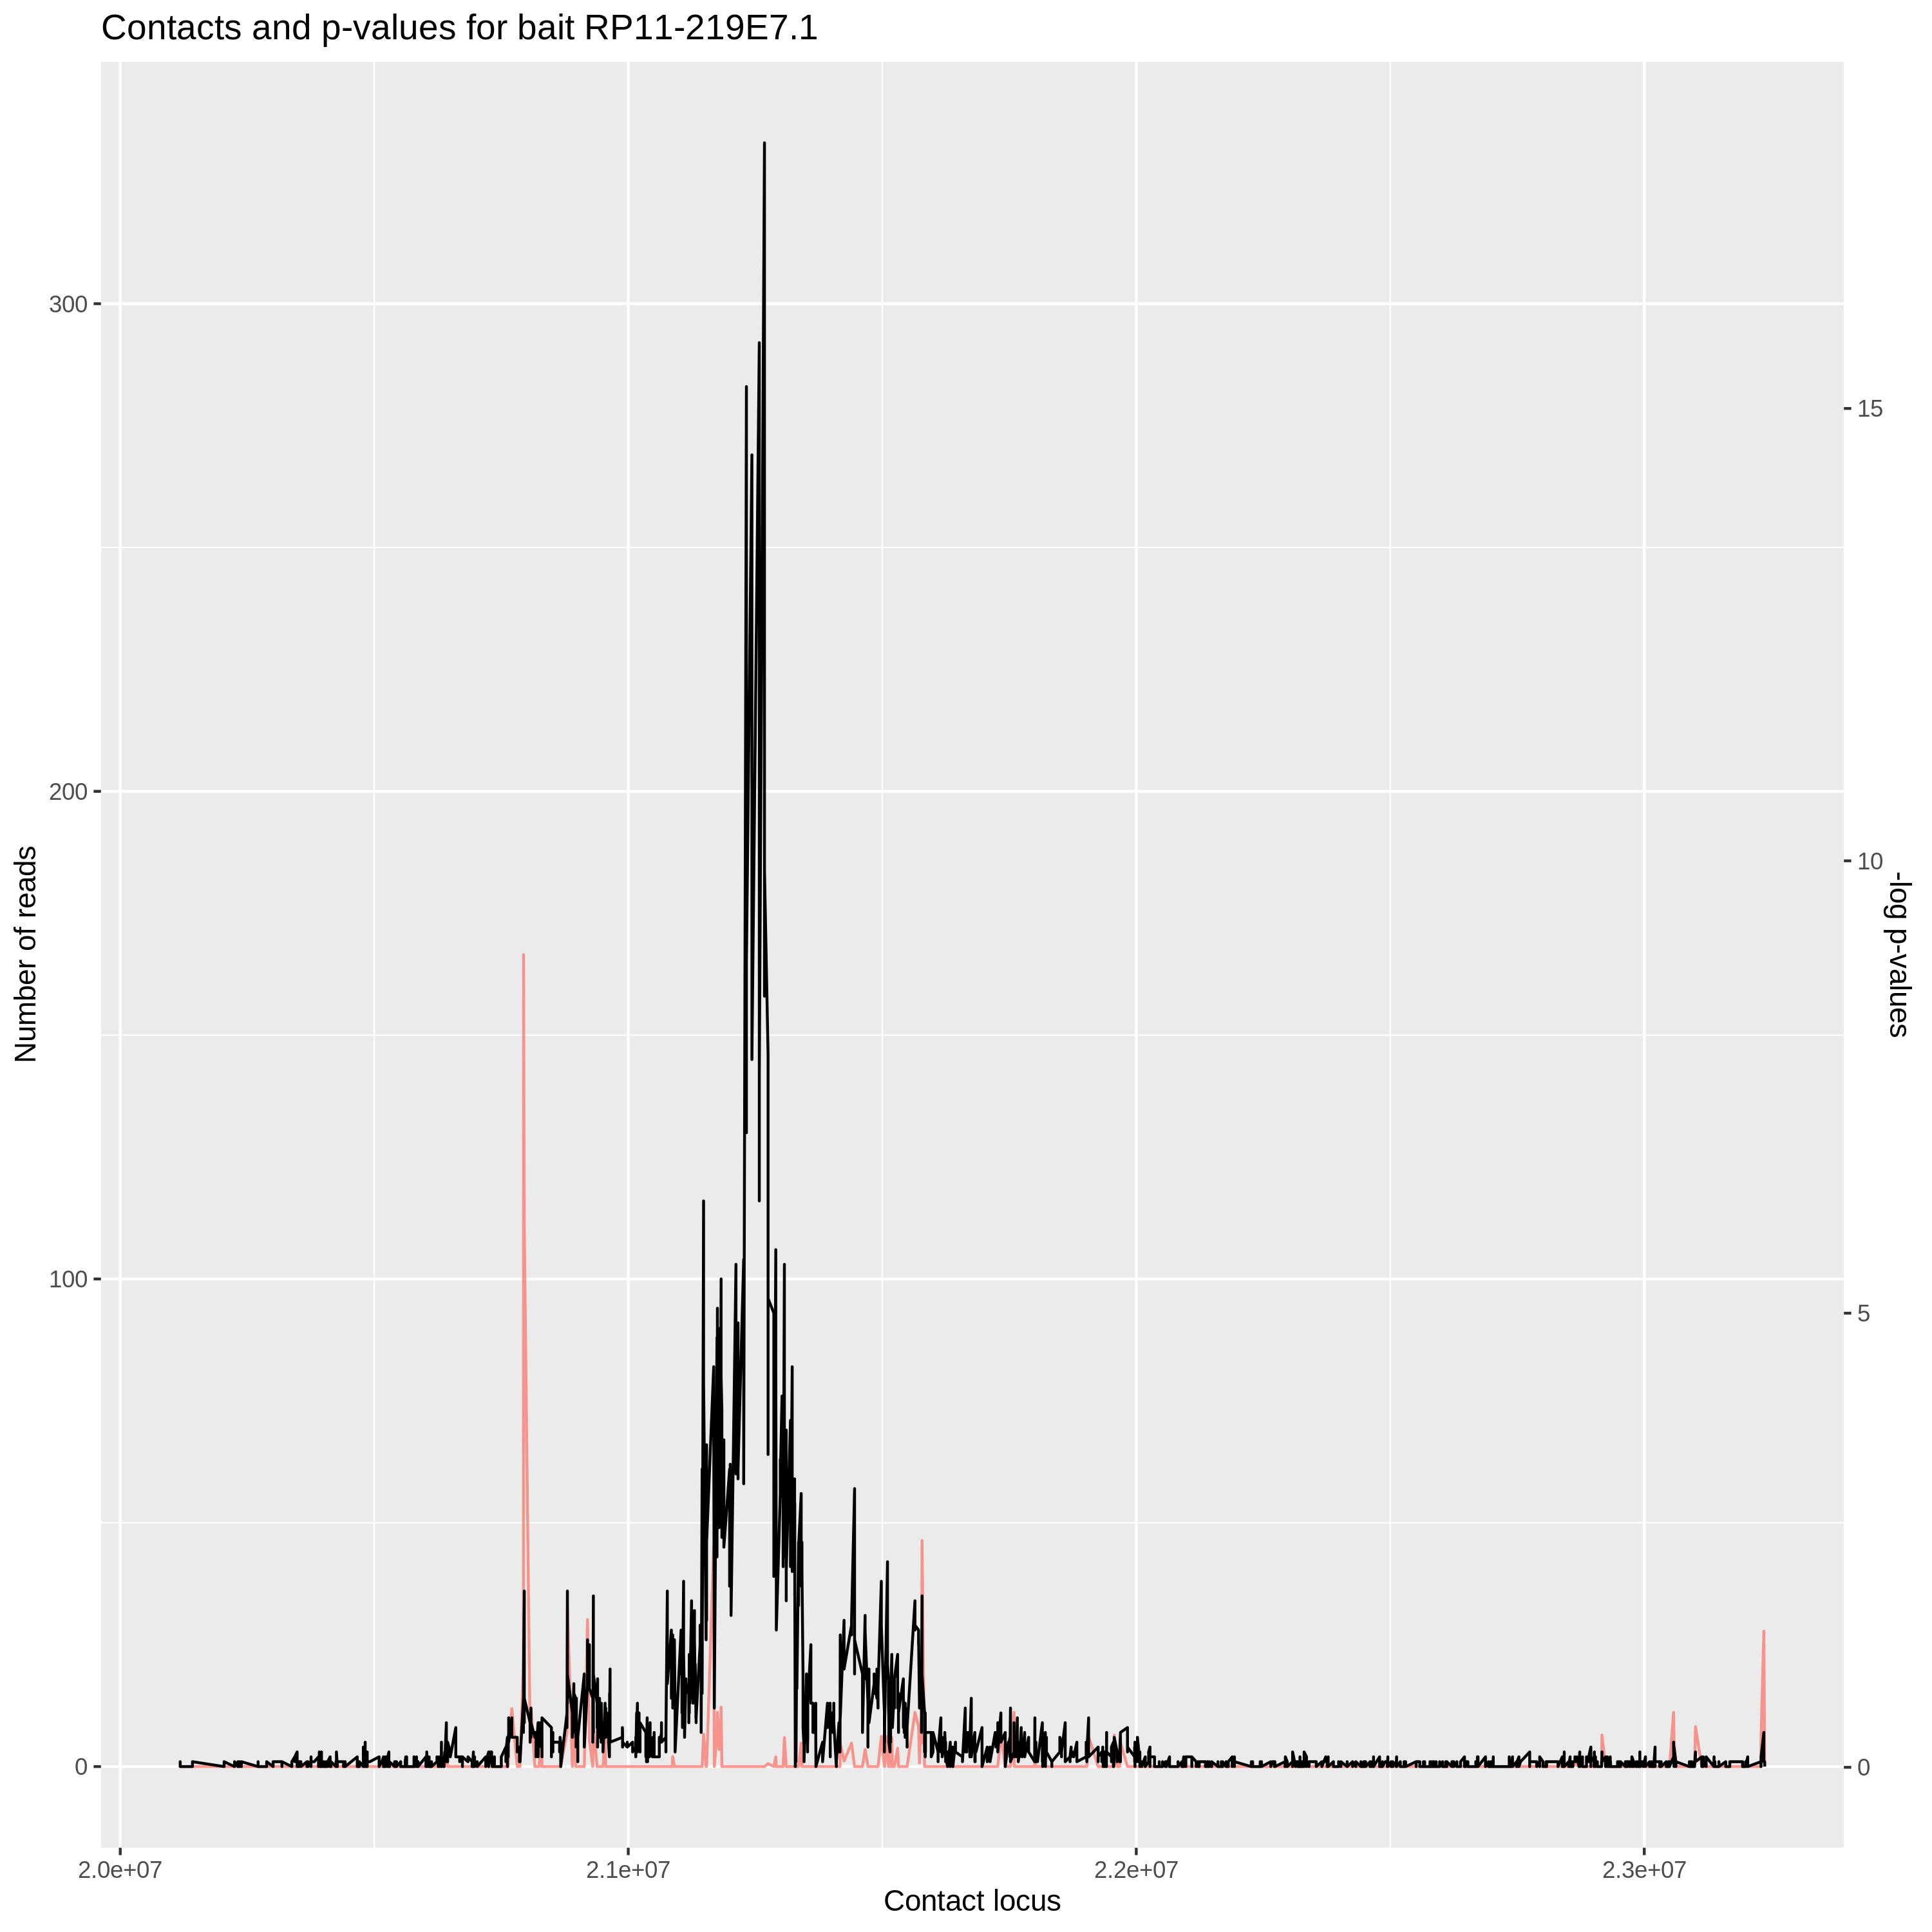 Contacts and p-values for bait RP11-219E7.1
300
200
100
0
Number of reads
15
10
5
0
-log p-values
2.0e+07
2.1e+07
2.2e+07
2.3e+07
Contact locus